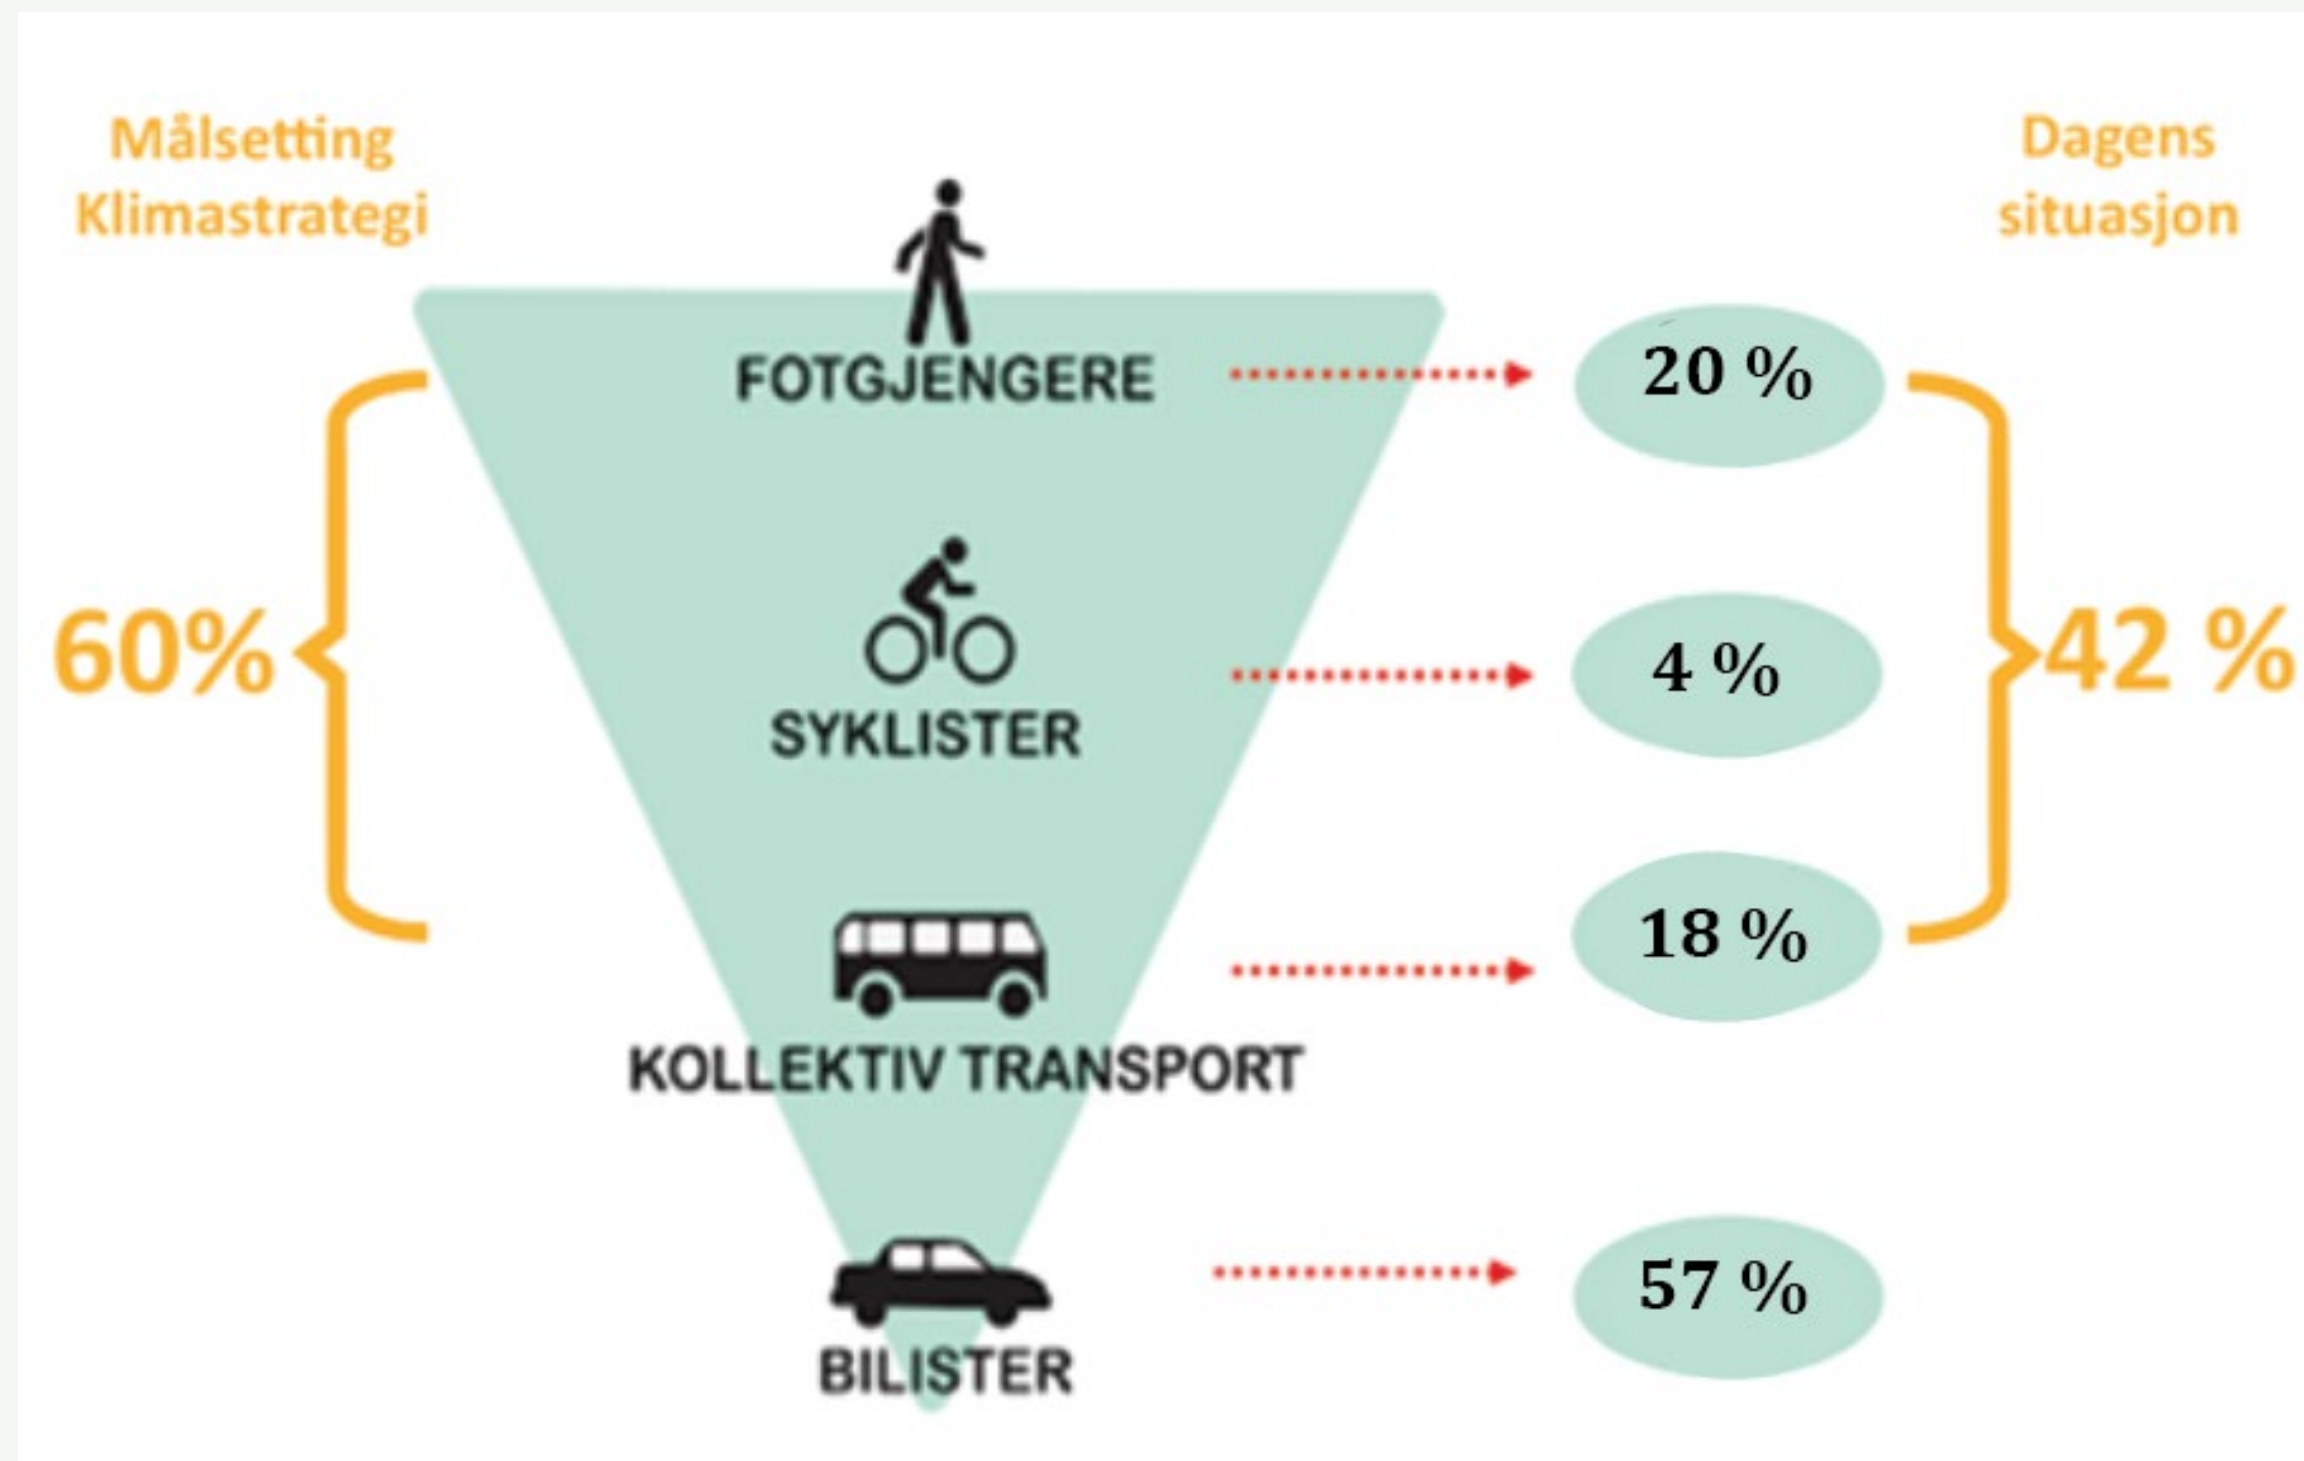 Målsetting
Klimastrategi
Dagens
situasjon
FOTGJENGERE
20 %
SYKLISTER
4 %
60%
42 %
KOLLEKTIV TRANSPORT
18 %
BILISTER
57 %